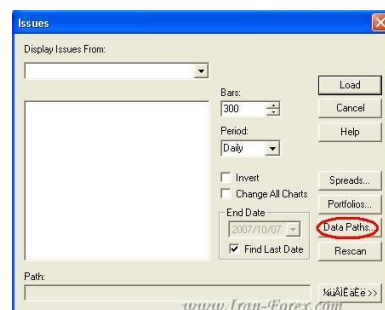 Issues
Display Issues From:
Bars:
300
Period:
Daily
Invert
Change All Charts
End Date
2007/10/07
Find Last Date
Load
Cancel
Help
Spreads...
Portfolios...
Data Paths...
Rescan
Path:
www.Iran-Forex.com